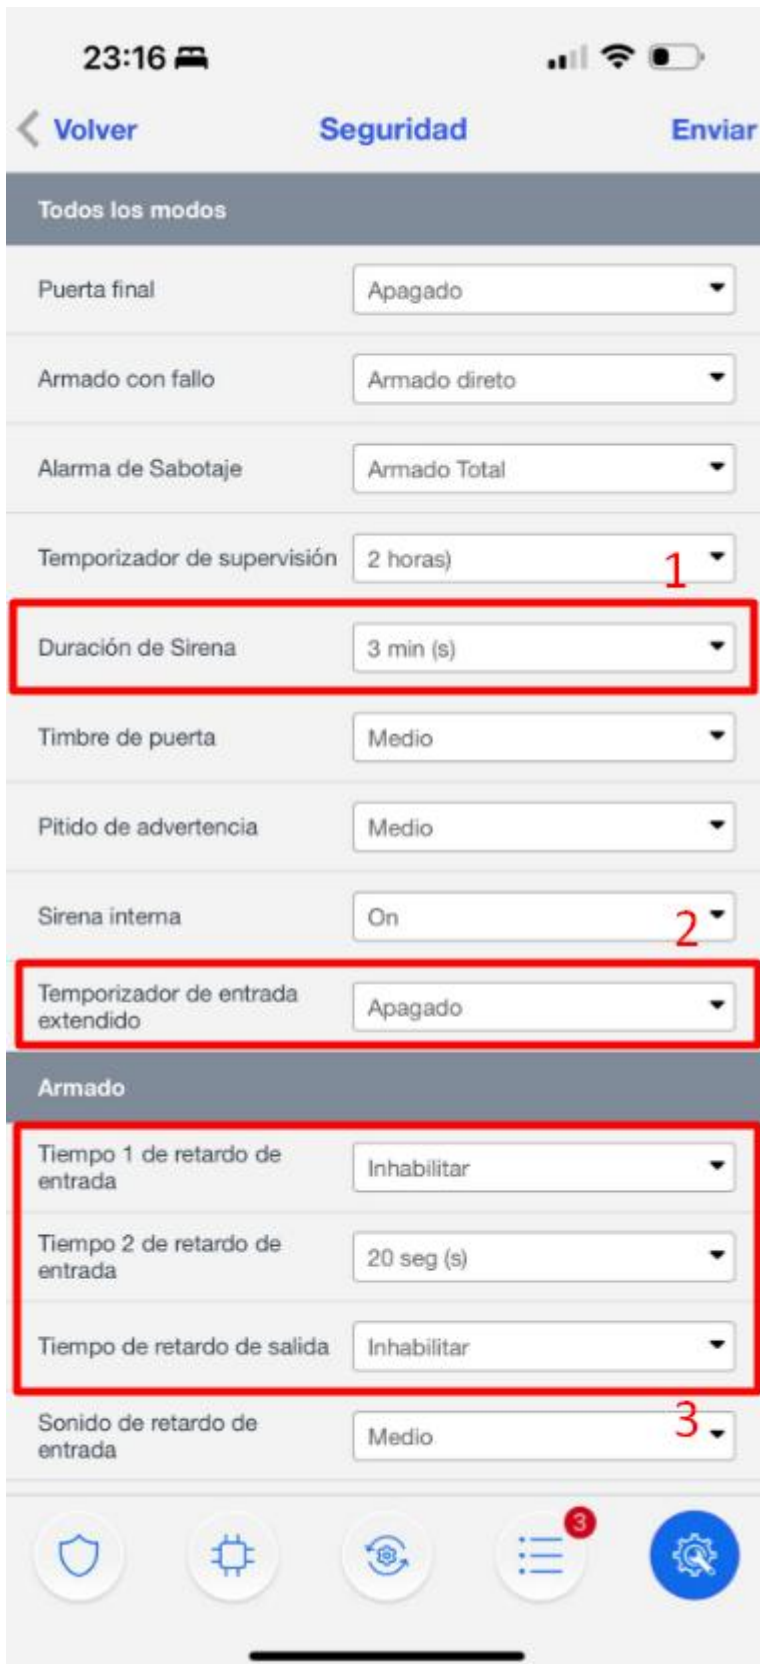 23:16
Volver Seguridad Enviar
Todos los modos
Puerta final Apagado
Armado con fallo Armado direto
Alarma de Sabotaje Armado Total
Temporizador de supervisión 2 horas) 1
Duración de Sirena 3 min (s)
Timbre de puerta Medio
Pitido de advertencia Medio
Sirena interna On 2
Temporizador de entrada
extendido Apagado
Armado
Tiempo 1 de retardo de
entrada Inhabilitar
Tiempo 2 de retardo de
entrada 20 seg (s)
Tiempo de retardo de salida Inhabilitar
Sonido de retardo de
entrada Medio 3
3